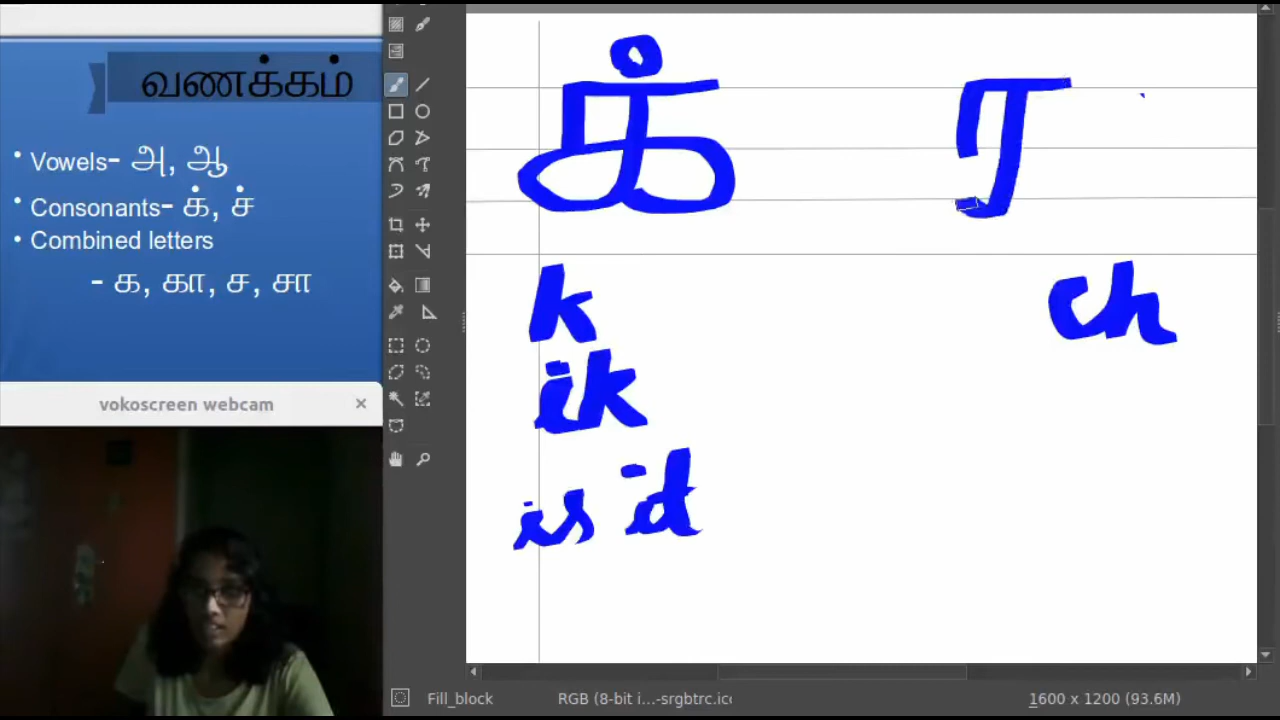 வணக்கம்
• Vowels- அ, ஆ
• Consonants- க், ச்
• Combined letters
- க, கா, ச, சா
vokoscreen webcam ×
க்
k
ik
is it
ch
Fill_block
RGB (8-bit i…-srgbtrc.icc
1600 x 1200 (93.6M)